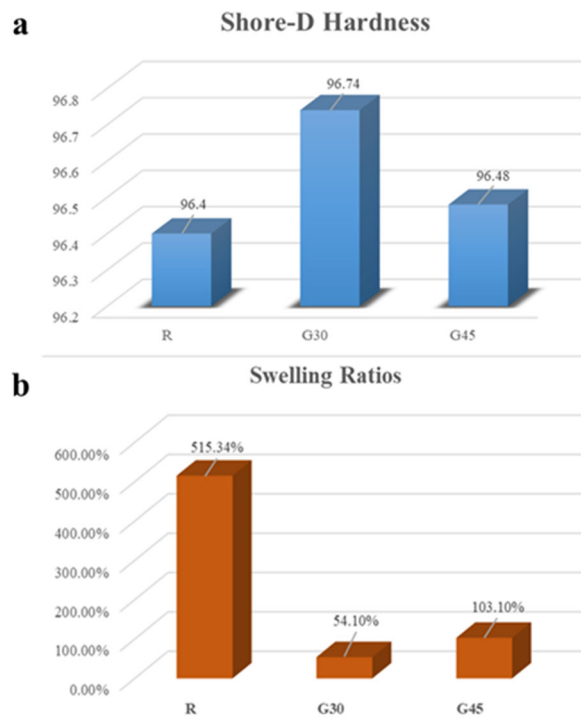 a
Shore-D Hardness
96.8
96.7
96.6
96.5
96.4
96.3
96.2
96.4
96.74
96.48
R
G30
G45
b
Swelling Ratios
600.00%
500.00%
400.00%
300.00%
200.00%
100.00%
0.00%
515.34%
54.10%
103.10%
R
G30
G45